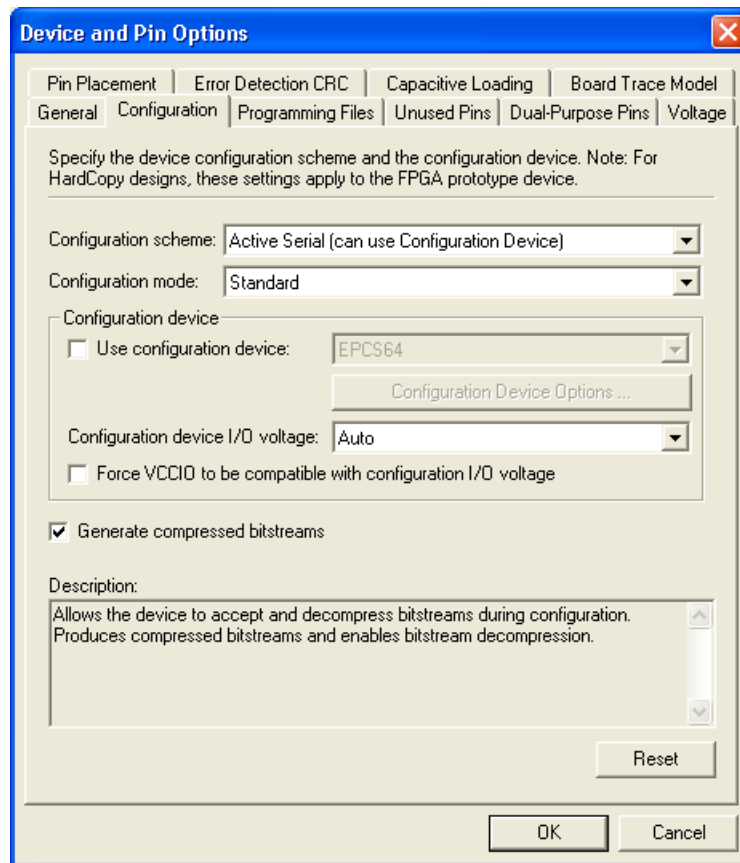 Device and Pin Options
Pin Placement Error Detection CRC Capacitive Loading Board Trace Model
General Configuration Programming Files Unused Pins Dual-Purpose Pins Voltage
Specify the device configuration scheme and the configuration device. Note: For
HardCopy designs, these settings apply to the FPGA prototype device.
Configuration scheme: Active Serial (can use Configuration Device)
Configuration mode: Standard
Configuration device
Use configuration device: EPCS64
Configuration Device Options ...
Configuration device I/O voltage: Auto
Force VCCIO to be compatible with configuration I/O voltage
Generate compressed bitstreams
Description:
Allows the device to accept and decompress bitstreams during configuration.
Produces compressed bitstreams and enables bitstream decompression.
Reset
OK Cancel